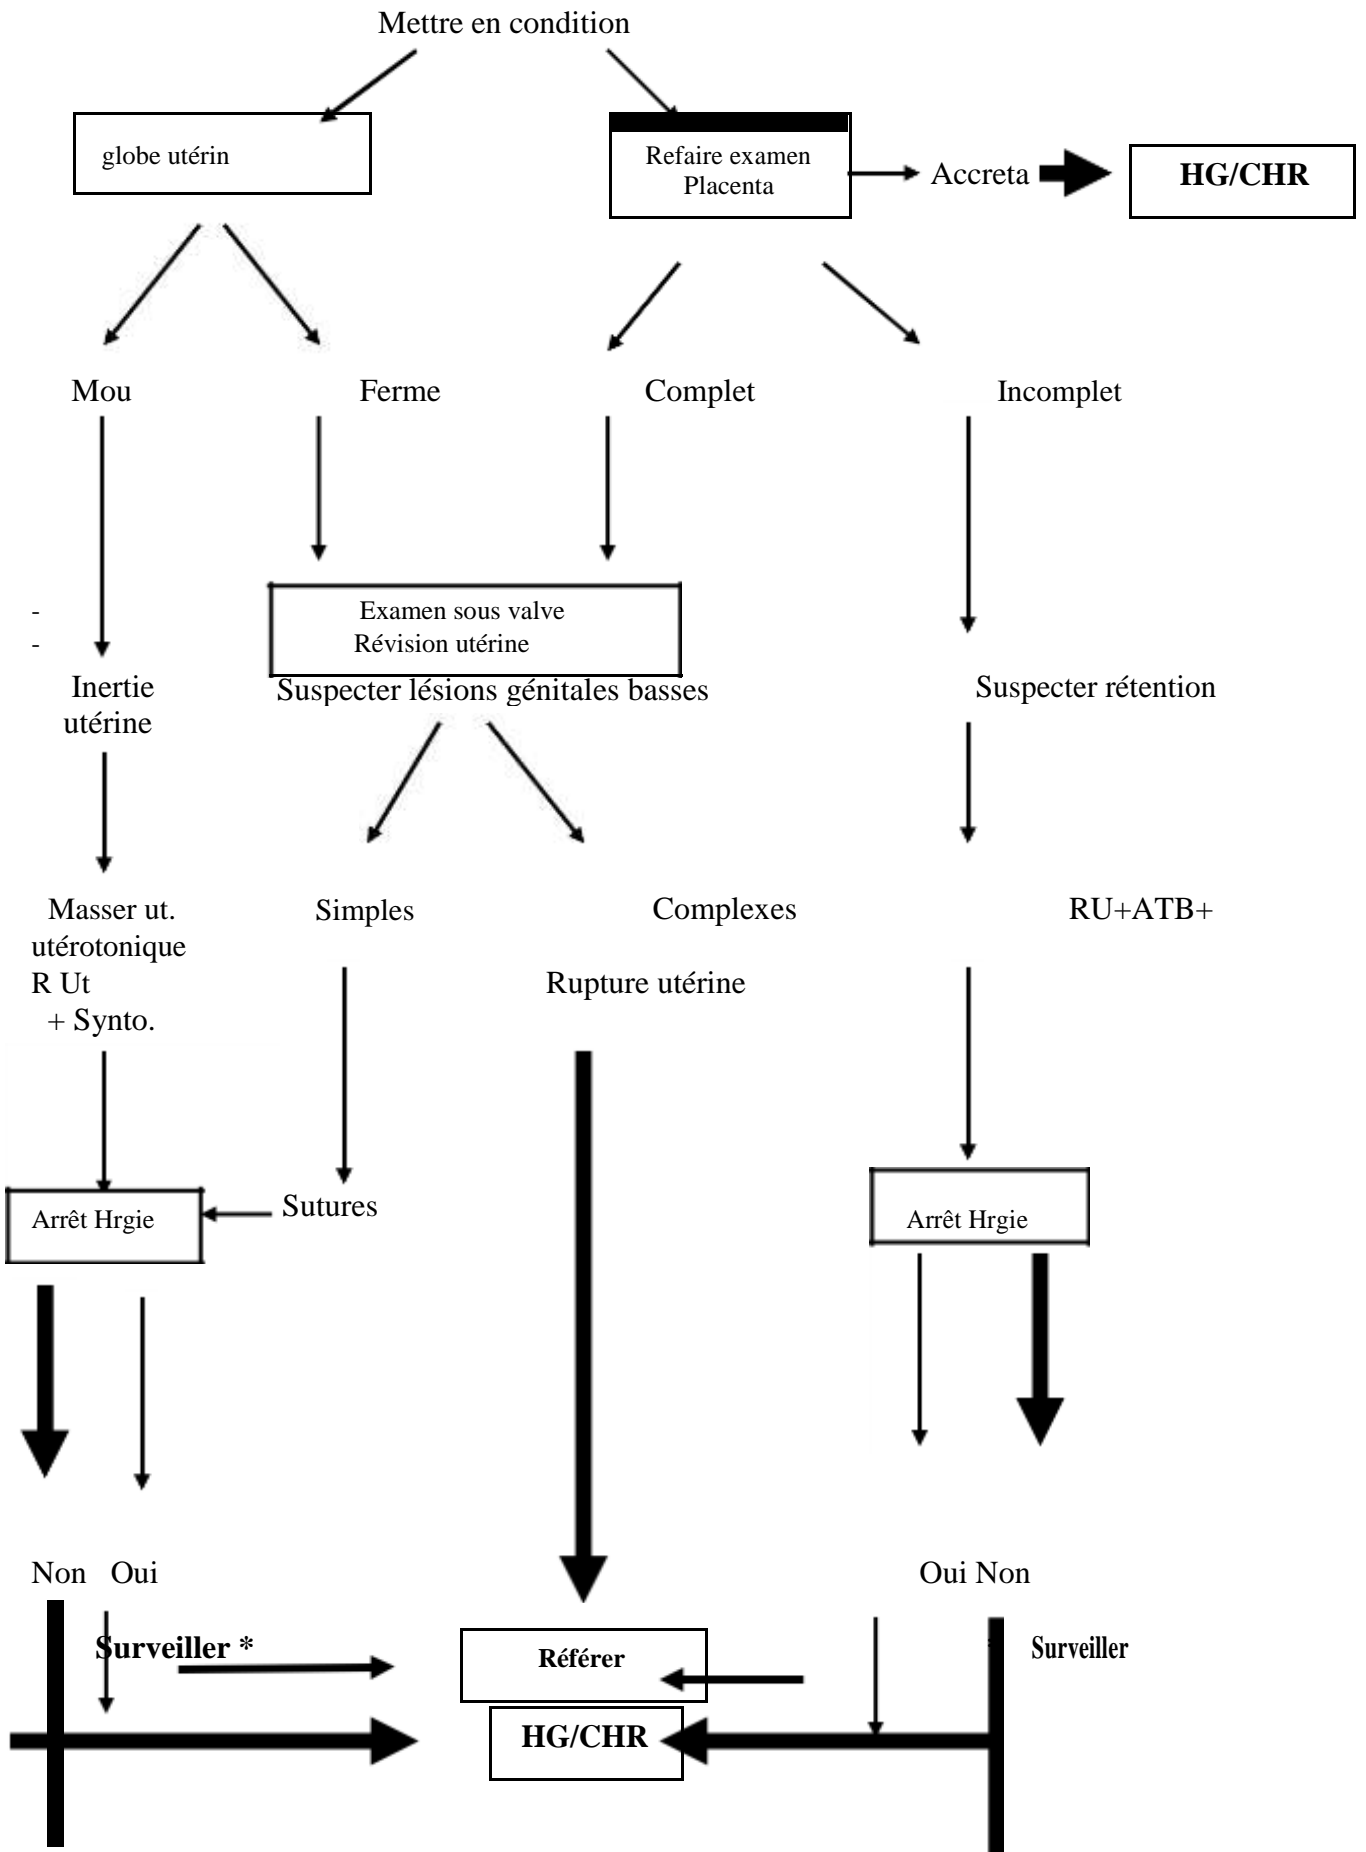 Mettre en condition
globe utérin
Refaire examen
Placenta
Accreta
HG/CHR
Mou
Ferme
Complet
Incomplet
-
-
Examen sous valve
Révision utérine
Inertie
utérine
Suspecter lésions génitales basses
Suspecter rétention
Masser ut.
utérotonique
R Ut
+ Synto.
Simples
Complexes
Rupture utérine
RU+ATB+
Arrêt Hrgie
Sutures
Arrêt Hrgie
Non Oui
Oui Non
Surveiller *
Référer
Surveiller
HG/CHR